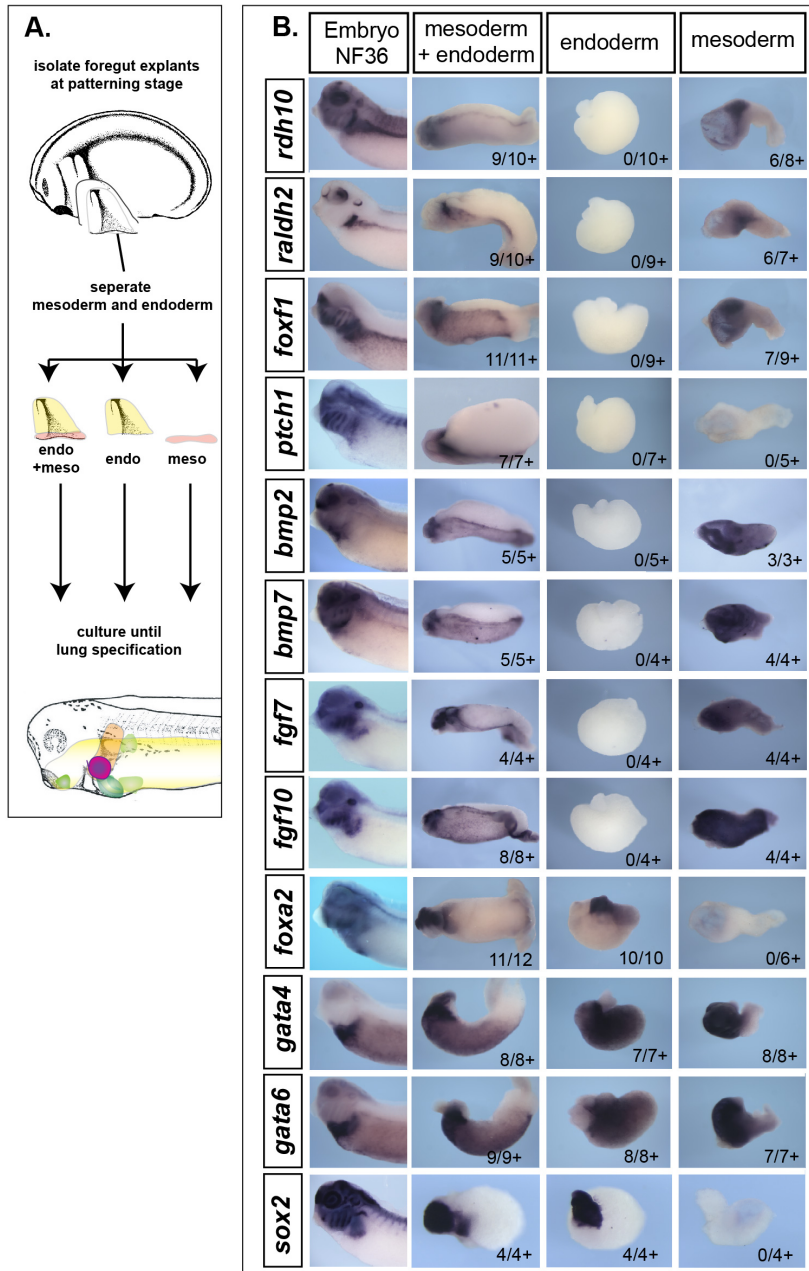 A.
isolate foregut explants
at patterning stage
seperate
mesoderm and endoderm
endo
+meso
endo
meso
culture until
lung specification
B.
Embryo
NF36
mesoderm
+ endoderm
endoderm
mesoderm
rdh10
9/10+
0/10+
6/8+
raldh2
9/10+
0/9+
6/7+
foxf1
11/11+
0/9+
7/9+
ptch1
7/7+
0/7+
0/5+
bmp2
5/5+
0/5+
3/3+
bmp7
5/5+
0/4+
4/4+
fgf7
4/4+
0/4+
4/4+
fgf10
8/8+
0/4+
4/4+
foxa2
11/12
10/10
0/6+
gata4
8/8+
7/7+
8/8+
gata6
9/9+
8/8+
7/7+
sox2
4/4+
4/4+
0/4+